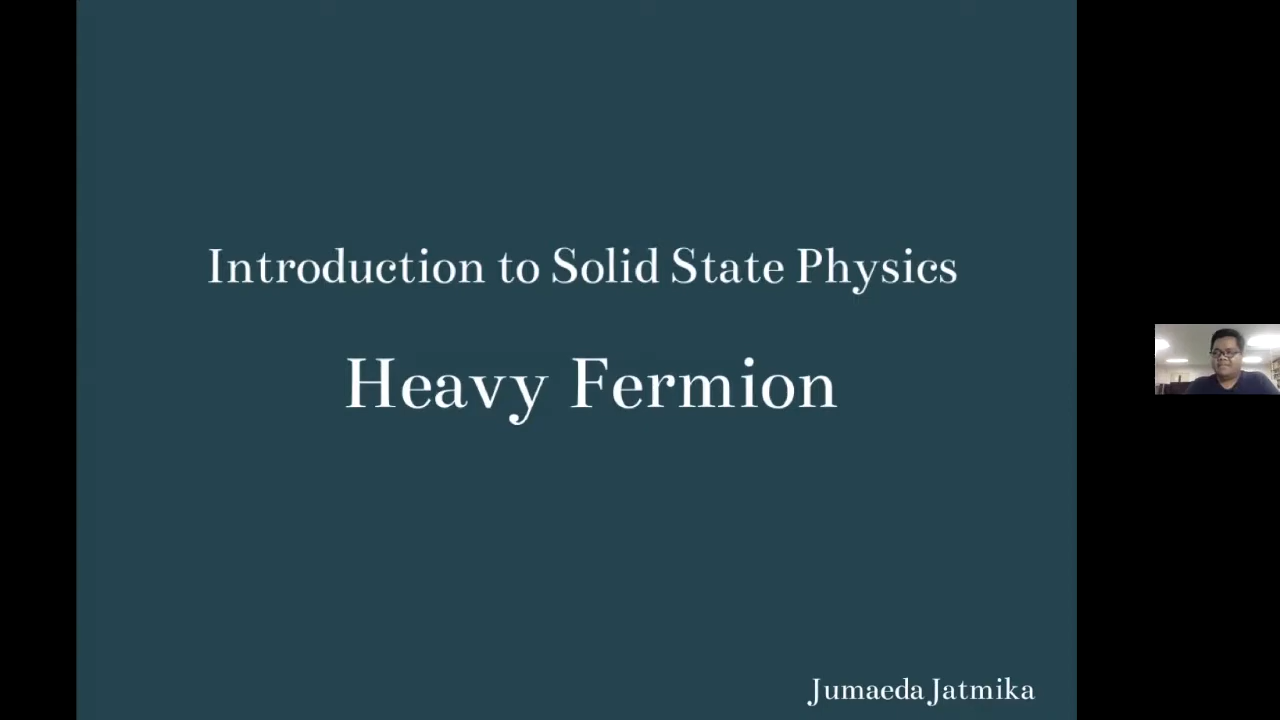 Introduction to Solid State Physics
Heavy Fermion
Jumaeda Jatmika